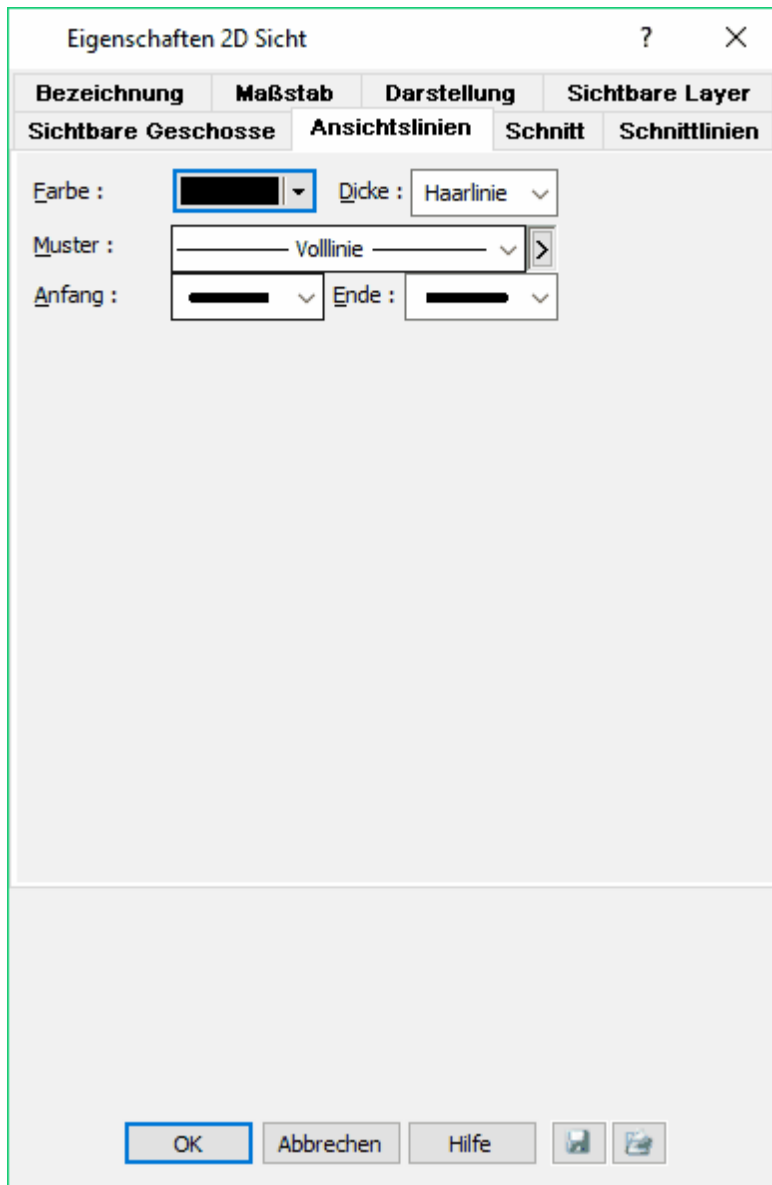 Eigenschaften 2D Sicht ?
Bezeichnung Maßstab Darstellung Sichtbare Layer
Sichtbare Geschosse Ansichtslinien Schnitt Schnittlinien
Farbe : Dicke : Haarlinie
Muster : Volllinie >
Anfang : Ende :
OK Abbrechen Hilfe